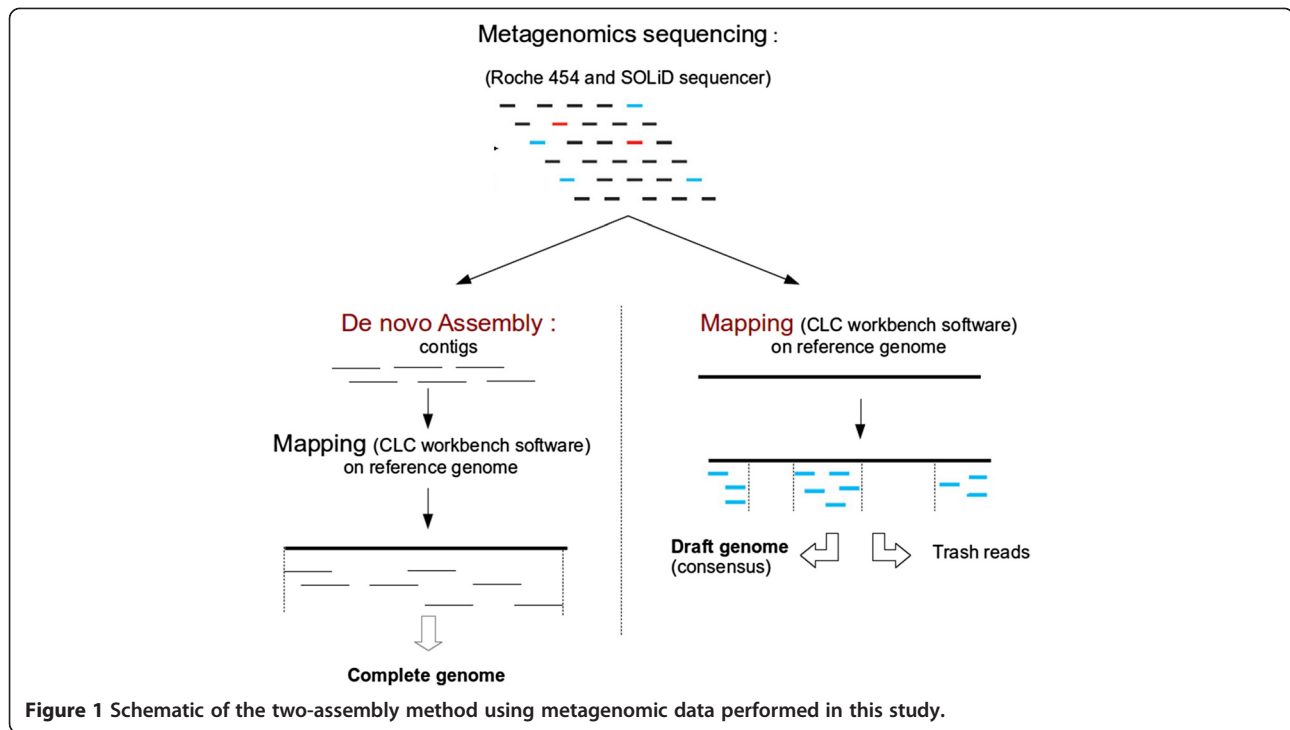 Metagenomics sequencing :
(Roche 454 and SOLiD sequencer)
De novo Assembly :
contigs
Mapping (CLC workbench software)
on reference genome
Complete genome
Mapping (CLC workbench software)
on reference genome
Draft genome
(consensus)
Trash reads
Figure 1 Schematic of the two-assembly method using metagenomic data performed in this study.